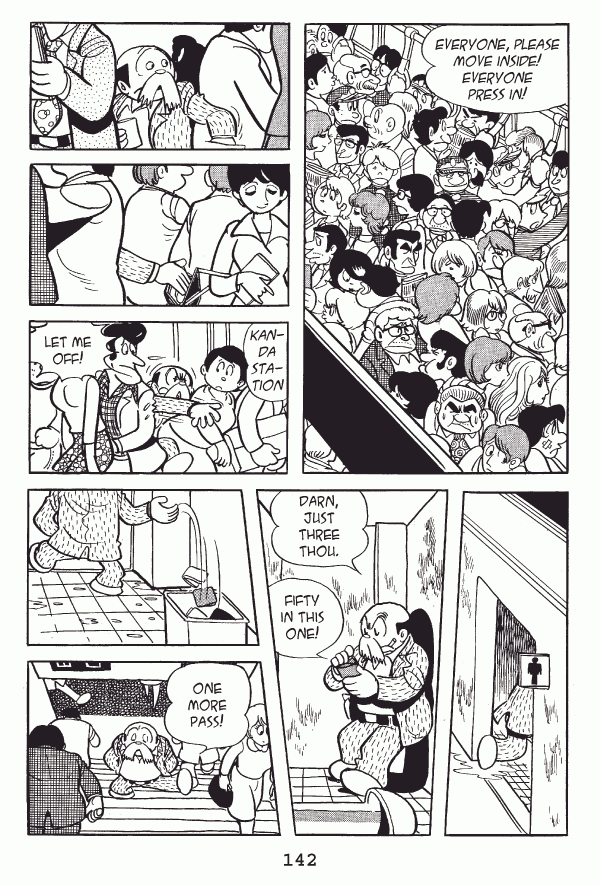 EVERYONE, PLEASE
MOVE INSIDE!
EVERYONE
PRESS IN!
KAN-
DA
STA-
TION
LET ME
OFF!
DARN,
JUST
THREE
THOU.
FIFTY
IN THIS
ONE!
ONE
MORE
PASS!
142